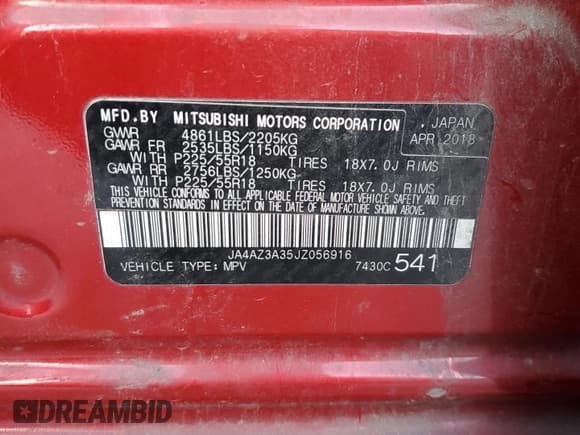 MFD.BY MITSUBISHI MOTORS CORPORATION . JAPAN
GVWR 4861LBS/2205KG APR 2018
GAWR FR 2535LBS/1150KG
WITH P225/55R18 TIRES 18X7.0J RIMS
GAWR RR 2756LBS/1250KG
WITH P225/55R18 TIRES 18X7.0J RIMS
THIS VEHICLE CONFORMS TO ALL APPLICABLE FEDERAL MOTOR VEHICLE SAFETY AND THEFT
PREVENTION STANDARDS IN EFFECT ON THE DATE OF MANUFACTURE SHOWN ABOVE.
JA4AZ3A35JZ056916
VEHICLE TYPE: MPV 7430C 541
DREAMBID